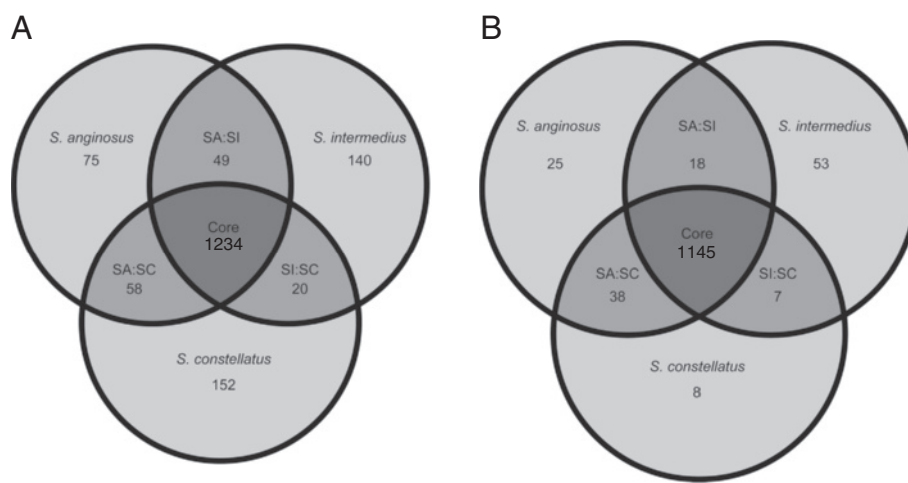 A
S. anginosus
75
SA:SI
49
S. intermedius
140
Core
1234
SA:SC
58
SI:SC
20
S. constellatus
152
B
S. anginosus
25
SA:SI
18
S. intermedius
53
Core
1145
SA:SC
38
SI:SC
7
S. constellatus
8